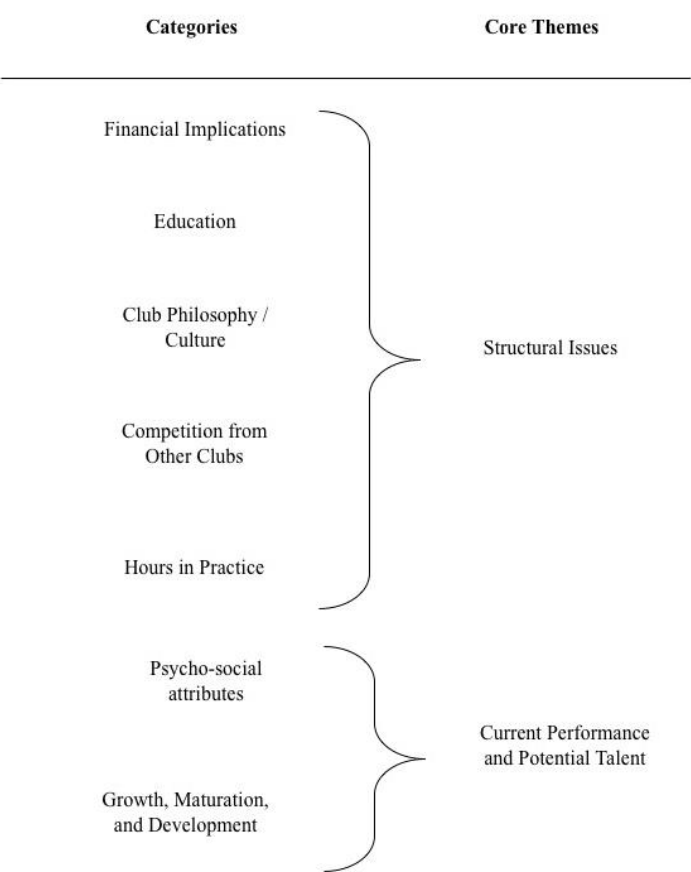 Categories
Core Themes
Financial Implications
Education
Club Philosophy /
Culture
Competition from
Other Clubs
Hours in Practice
Structural Issues
Psycho-social
attributes
Growth, Maturation,
and Development
Current Performance
and Potential Talent